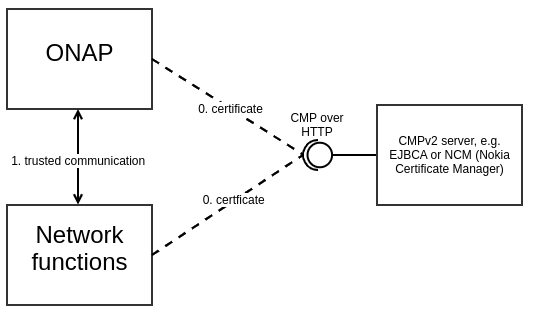 ONAP
0. certificate
CMP over
HTTP
CMPv2 server, e.g.
EJBCA or NCM (Nokia
Certificate Manager)
1. trusted communication
0. certficate
Network
functions